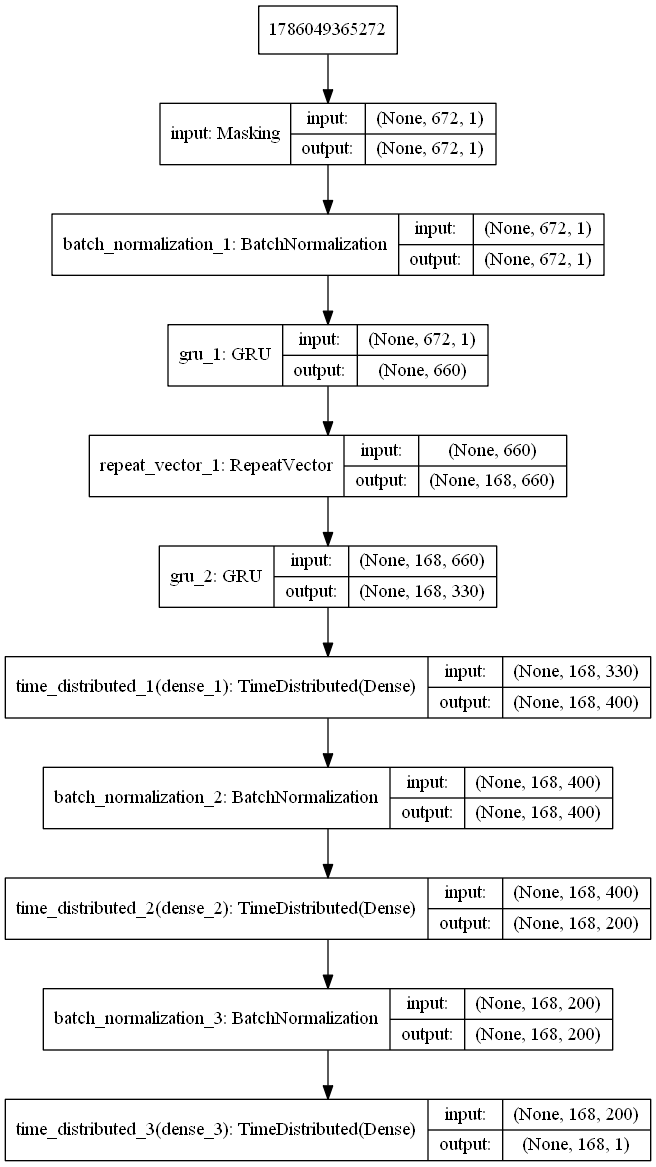 1786049365272
input: Masking
input:
(None, 672, 1)
output:
(None, 672, 1)
batch_normalization_1: BatchNormalization
input:
(None, 672, 1)
output:
(None, 672, 1)
gru_1: GRU
input:
(None, 672, 1)
output:
(None, 660)
repeat_vector_1: RepeatVector
input:
(None, 660)
output:
(None, 168, 660)
gru_2: GRU
input:
(None, 168, 660)
output:
(None, 168, 330)
time_distributed_1(dense_1): TimeDistributed(Dense)
input:
(None, 168, 330)
output:
(None, 168, 400)
batch_normalization_2: BatchNormalization
input:
(None, 168, 400)
output:
(None, 168, 400)
time_distributed_2(dense_2): TimeDistributed(Dense)
input:
(None, 168, 400)
output:
(None, 168, 200)
batch_normalization_3: BatchNormalization
input:
(None, 168, 200)
output:
(None, 168, 200)
time_distributed_3(dense_3): TimeDistributed(Dense)
input:
(None, 168, 200)
output:
(None, 168, 1)